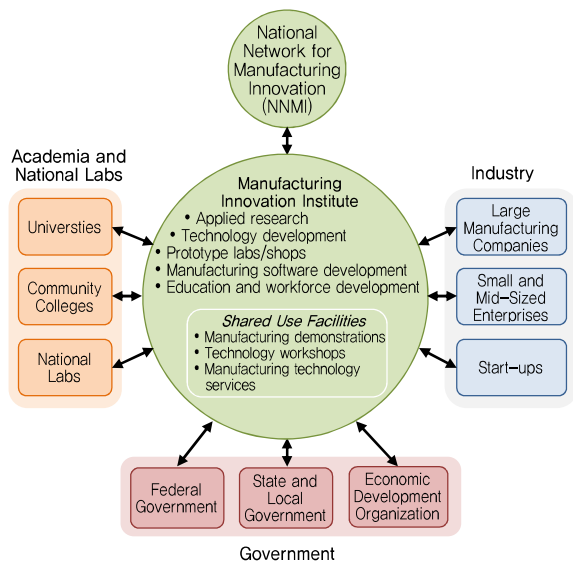 National
Network for
Manufacturing
Innovation
(NNMI)
Academia and
National Labs
Universties
Community
Colleges
National
Labs
Manufacturing
Innovation Institute
• Applied research
• Technology development
• Prototype labs/shops
• Manufacturing software development
• Education and workforce development
Shared Use Facilities
• Manufacturing demonstrations
• Technology workshops
• Manufacturing technology
services
Industry
Large
Manufacturing
Companies
Small and
Mid-Sized
Enterprises
Start-ups
Federal
Government
State and
Local
Government
Economic
Development
Organization
Government